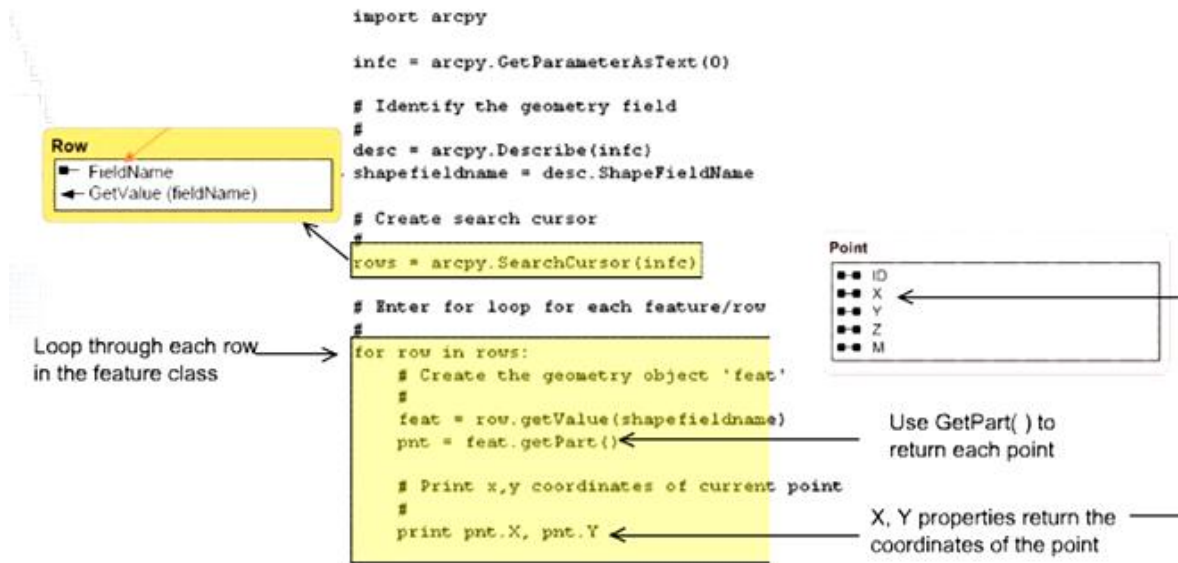 import arcpy
infc = arcpy.GetParameterAsText(0)
# Identify the geometry field
#
desc = arcpy.Describe(infc)
shapefieldname = desc.ShapeFieldName
# Create search cursor
#
rows = arcpy.SearchCursor(infc)
# Enter for loop for each feature/row
#
for row in rows:
# Create the geometry object 'feat'
#
feat = row.getValue(shapefieldname)
pnt = feat.getPart()
# Print x,y coordinates of current point
#
print pnt.X, pnt.Y
Row
FieldName
GetValue (fieldName)
Loop through each row
in the feature class
Point
ID
X
Y
Z
M
Use GetPart( ) to
return each point
X, Y properties return the
coordinates of the point